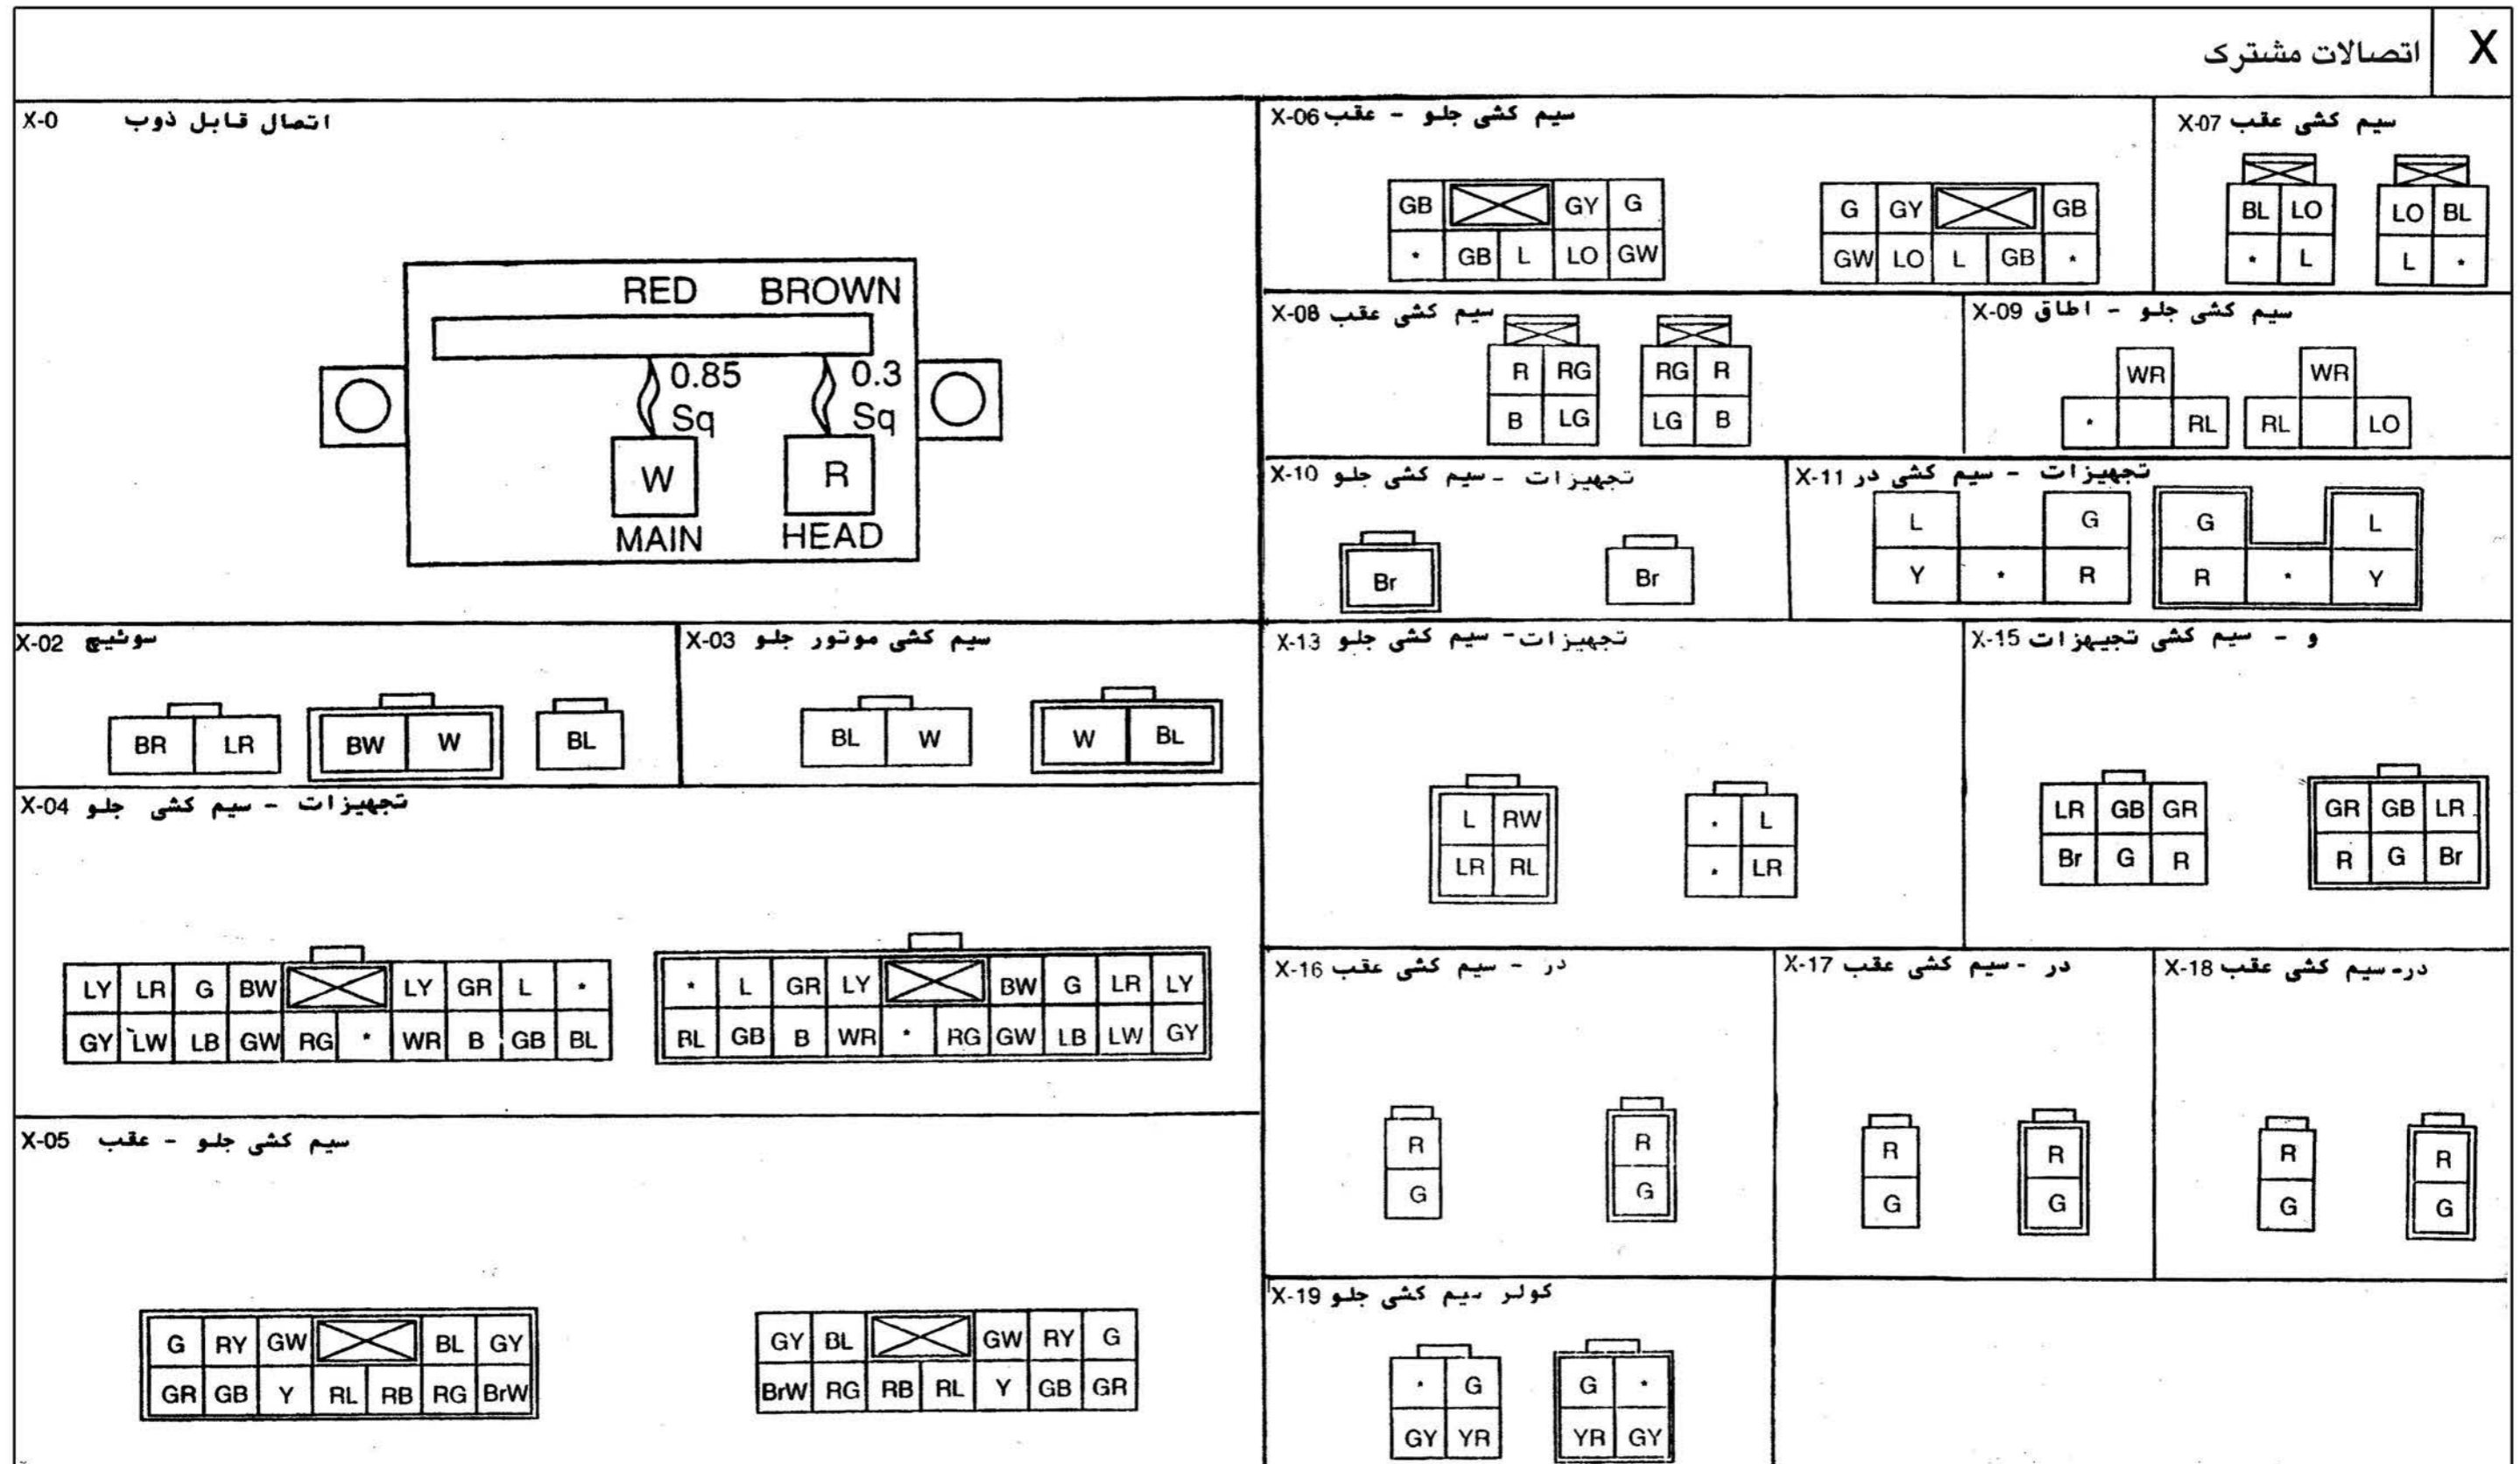 X اتصالات مشترک
X-0 اتصال قابل ذوب
RED BROWN
0.85 0.3
Sq Sq
W R
MAIN HEAD
X-02 سوئیچ
BR LR BW W BL
X-03 سیم کشی موتور جلو
BL W W BL
X-04 تجهیزات - سیم کشی جلو
LY LR G BW LY GR L * * L GR LY BW G LR LY
GY LW LB GW RG * WR B GB BL RL GB B WR * RG GW LB LW GY
X-05 سیم کشی جلو - عقب
G RY GW BL GY GY BL GW RY G
GR GB Y RL RB RG BrW BrW RG RB RL Y GB GR
X-06 سیم کشی جلو - عقب
GB GY G G GY GB
* GB L LO GW GW LO L GB *
X-07 سیم کشی عقب
BL LO LO BL
* L L *
X-08 سیم کشی عقب
R RG RG R
B LG LG B
X-09 سیم کشی جلو - اطاق
WR WR
* RL RL LO
X-10 تجهیزات - سیم کشی جلو
Br Br
X-11 تجهیزات - سیم کشی در
L G G L
Y * R R * Y
X-13 تجهیزات - سیم کشی جلو
L RW * L
LR RL * LR
X-15 و - سیم کشی تجیهزات
LR GB GR GR GB LR
Br G R R G Br
X-16 در - سیم کشی عقب
R R
G G
X-17 در - سیم کشی عقب
R R
G G
X-18 در- سیم کشی عقب
R R
G G
X-19 کولر سیم کشی جلو
* G G *
GY YR YR GY